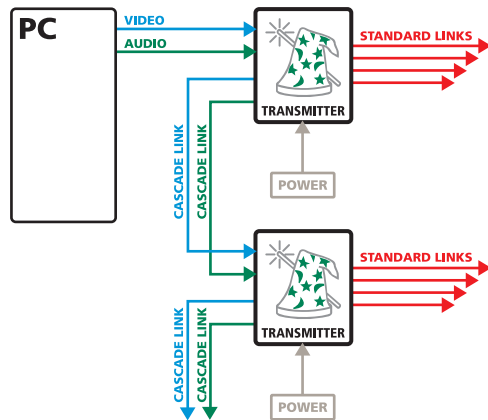 PC
VIDEO
AUDIO
STANDARD LINKS
TRANSMITTER
CASCADE LINK
CASCADE LINK
POWER
STANDARD LINKS
TRANSMITTER
CASCADE LINK
CASCADE LINK
POWER